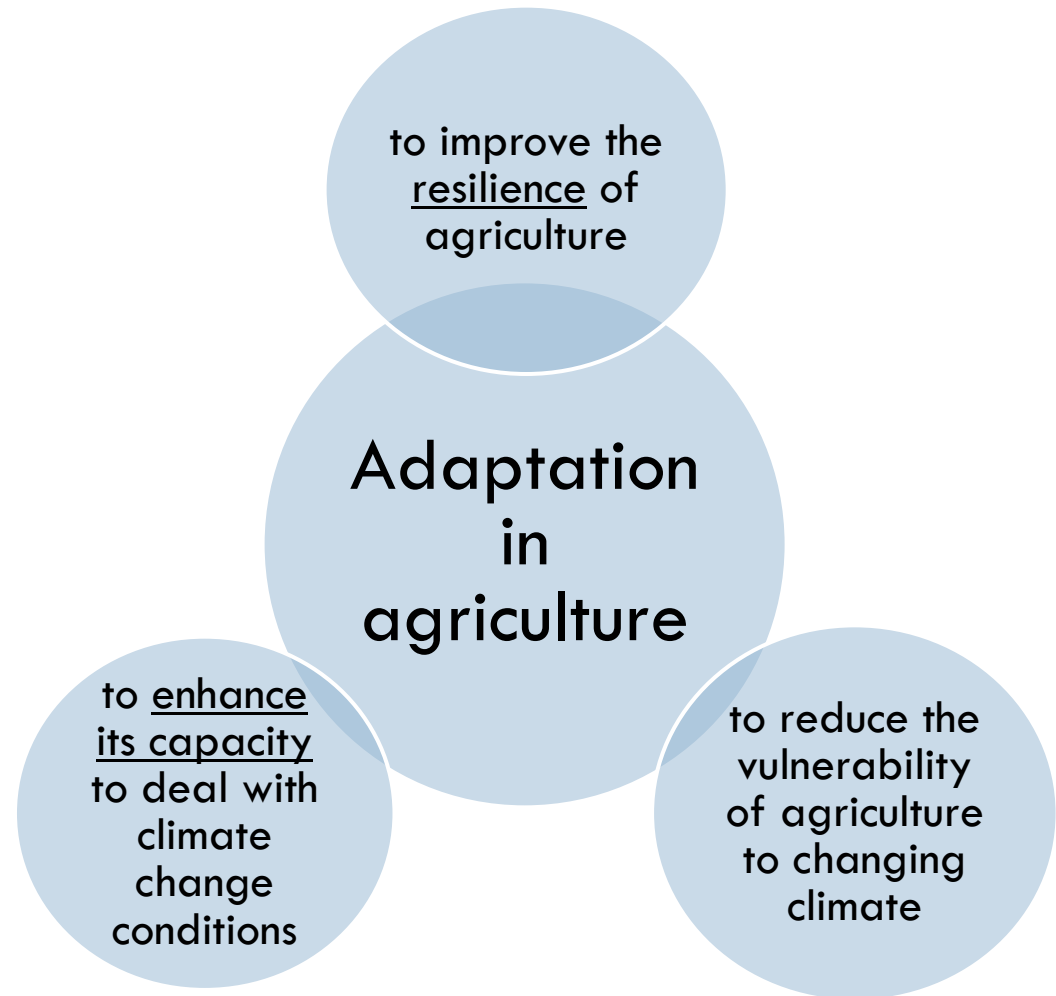 to improve the
resilience of
agriculture
Adaptation
in
agriculture
to enhance
its capacity
to deal with
climate
change
conditions
to reduce the
vulnerability
of agriculture
to changing
climate